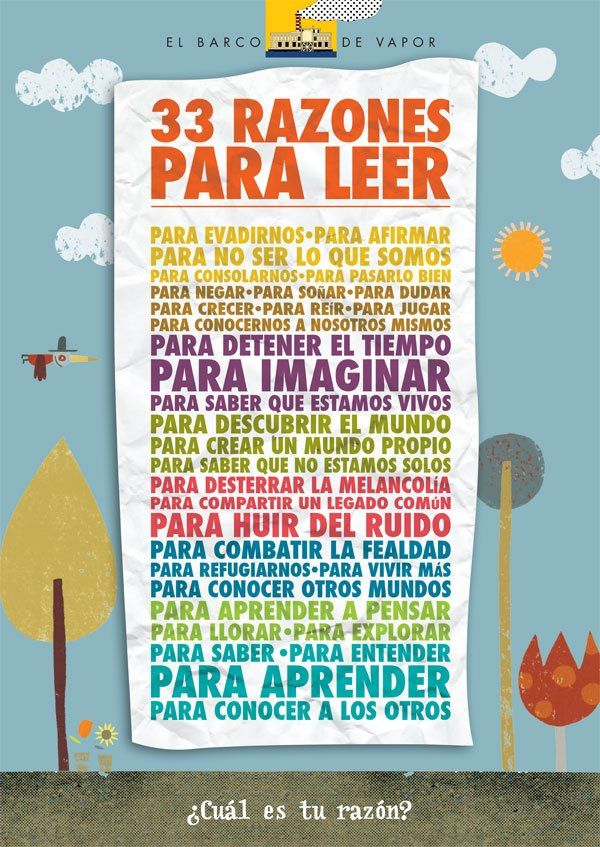 EL BARCO DE VAPOR
33 RAZONES
PARA LEER
PARA EVADIRNOS•PARA AFIRMAR
PARA NO SER LO QUE SOMOS
PARA CONSOLARNOS•PARA PASARLO BIEN
PARA NEGAR•PARA SOÑAR•PARA DUDAR
PARA CRECER•PARA REÍR•PARA JUGAR
PARA CONOCERNOS A NOSOTROS MISMOS
PARA DETENER EL TIEMPO
PARA IMAGINAR
PARA SABER QUE ESTAMOS VIVOS
PARA DESCUBRIR EL MUNDO
PARA CREAR UN MUNDO PROPIO
PARA SABER QUE NO ESTAMOS SOLOS
PARA DESTERRAR LA MELANCOLÍA
PARA COMPARTIR UN LEGADO COMÚN
PARA HUIR DEL RUIDO
PARA COMBATIR LA FEALDAD
PARA REFUGIARNOS•PARA VIVIR MÁS
PARA CONOCER OTROS MUNDOS
PARA APRENDER A PENSAR
PARA LLORAR•PARA EXPLORAR
PARA SABER•PARA ENTENDER
PARA APRENDER
PARA CONOCER A LOS OTROS
¿Cuál es tu razón?